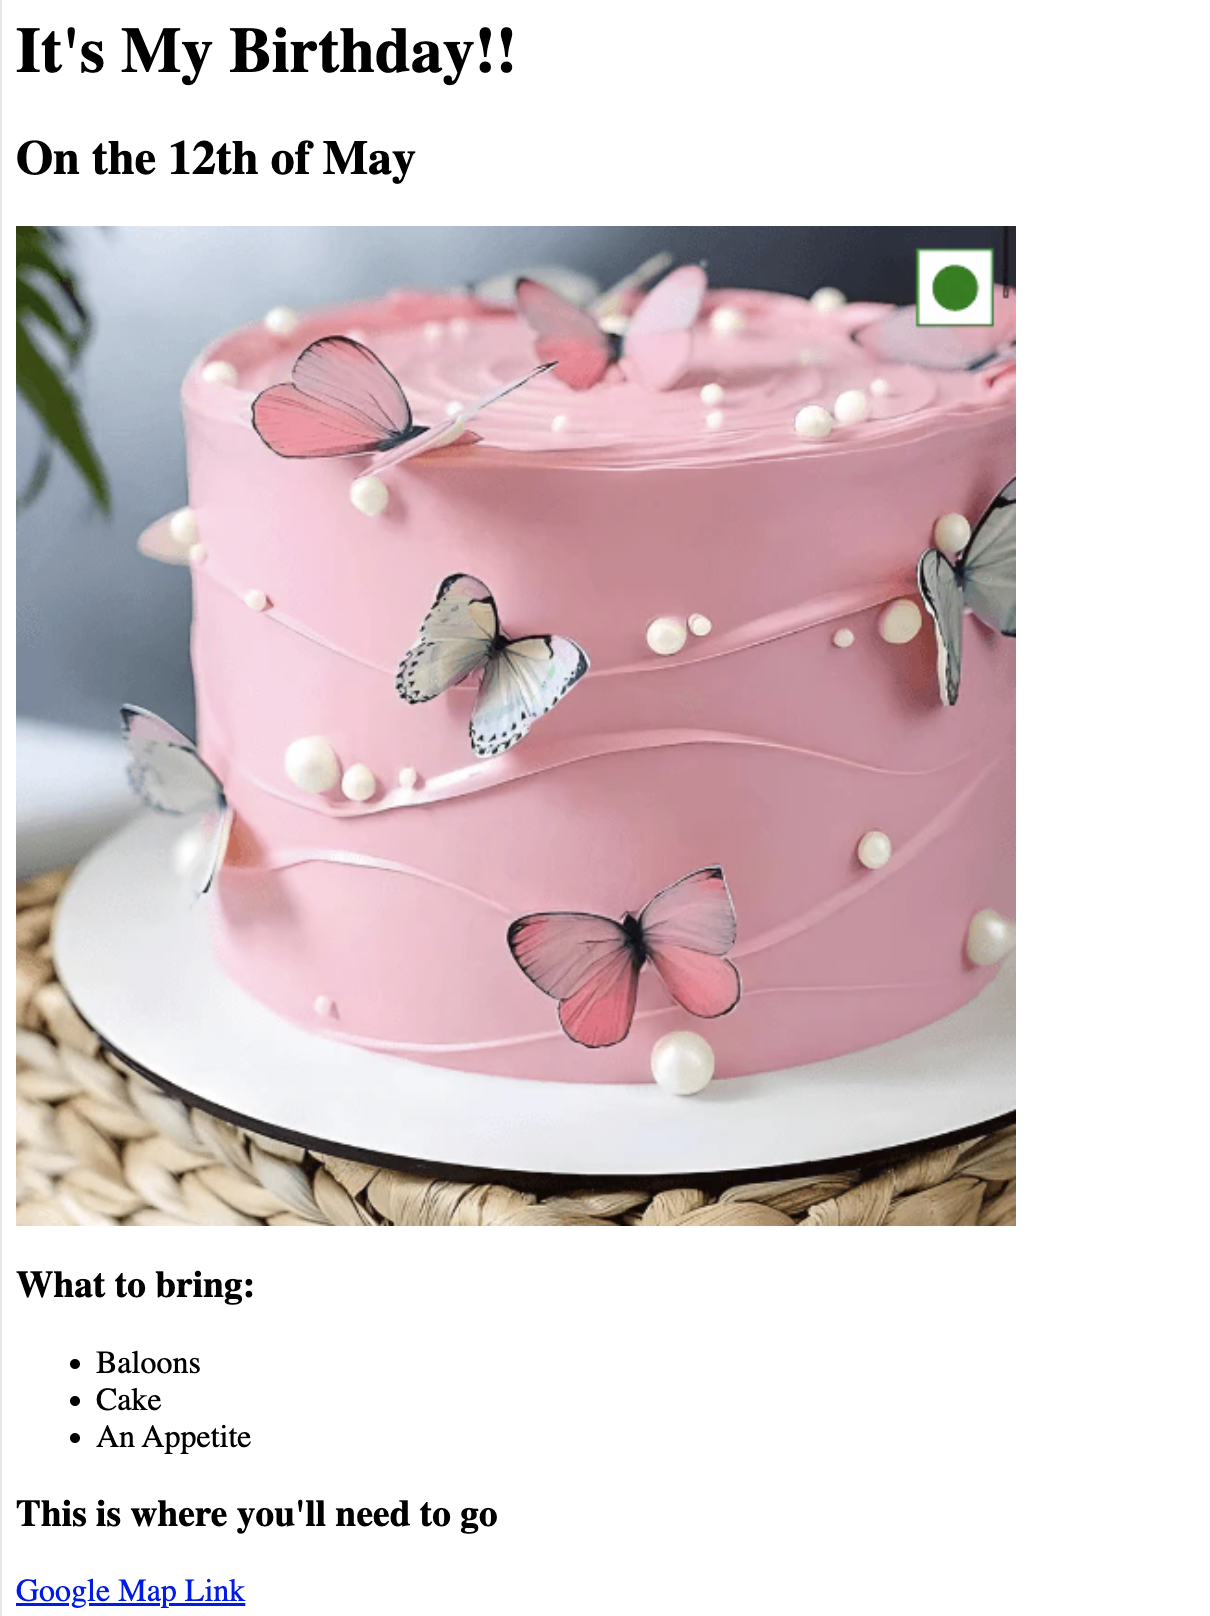 It's My Birthday!!
On the 12th of May
What to bring:
Baloons
Cake
An Appetite
This is where you'll need to go
Google Map Link